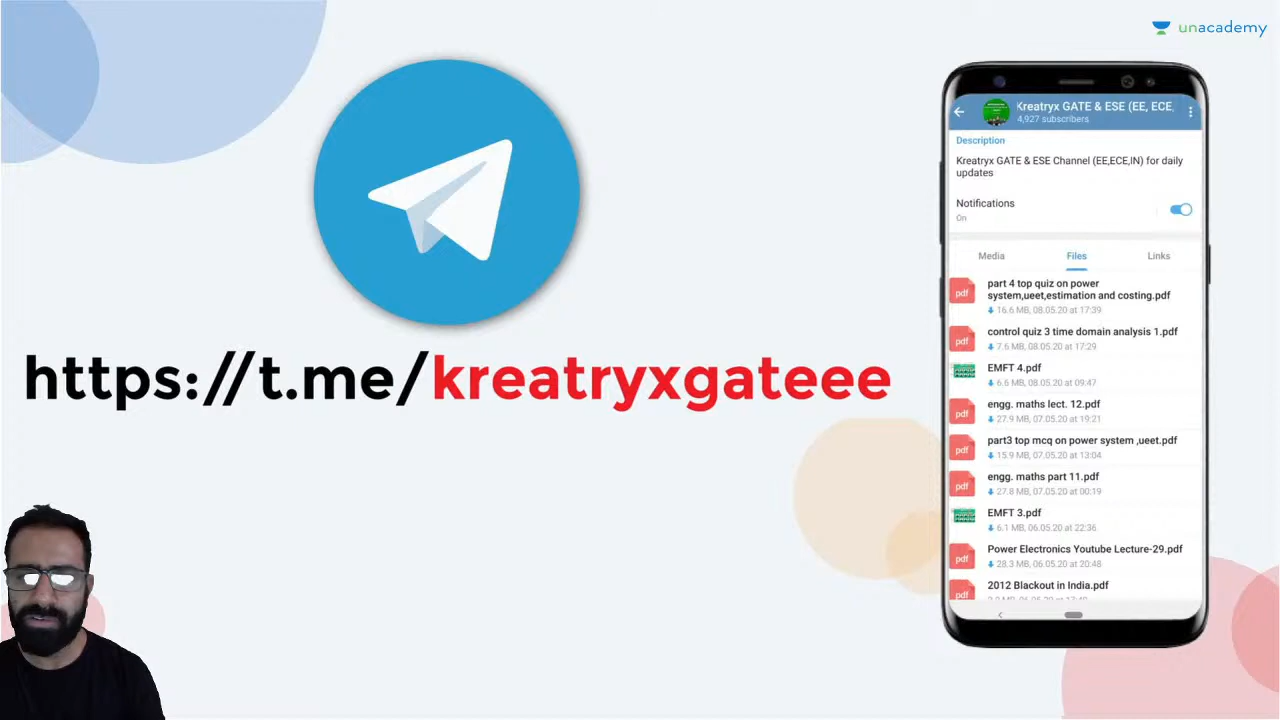 unacademy
https://t.me/kreatryxgateee
Kreatryx GATE & ESE (EE, ECE,
4,927 subscribers
Description
Kreatryx GATE & ESE Channel (EE,ECE,IN) for daily
updates
Notifications
On
Media Files Links
pdf
part 4 top quiz on power
system,ueet,estimation and costing.pdf
16.6 MB, 08.05.20 at 17:39
pdf
control quiz 3 time domain analysis 1.pdf
7.6 MB, 08.05.20 at 17:29
EMFT 4.pdf
6.6 MB, 08.05.20 at 09:47
pdf
engg. maths lect. 12.pdf
27.9 MB, 07.05.20 at 19:21
pdf
part3 top mcq on power system ,ueet.pdf
15.9 MB, 07.05.20 at 13:04
pdf
engg. maths part 11.pdf
27.8 MB, 07.05.20 at 00:19
EMFT 3.pdf
6.1 MB, 06.05.20 at 22:36
pdf
Power Electronics Youtube Lecture-29.pdf
28.3 MB, 06.05.20 at 20:48
pdf
2012 Blackout in India.pdf